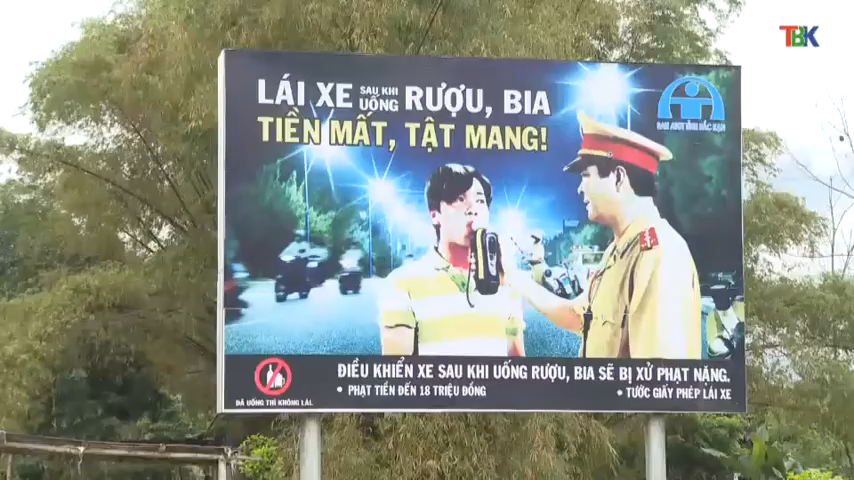 TBK
LÁI XE SAU KHI UỐNG RƯỢU, BIA
TIỀN MẤT, TẬT MANG!
BAN ATGT TỈNH BẮC KẠN
ĐIỀU KHIỂN XE SAU KHI UỐNG RƯỢU, BIA SẼ BỊ XỬ PHẠT NẶNG.
• PHẠT TIỀN ĐẾN 18 TRIỆU ĐỒNG
• TƯỚC GIẤY PHÉP LÁI XE
ĐÃ UỐNG THÌ KHÔNG LÁI.